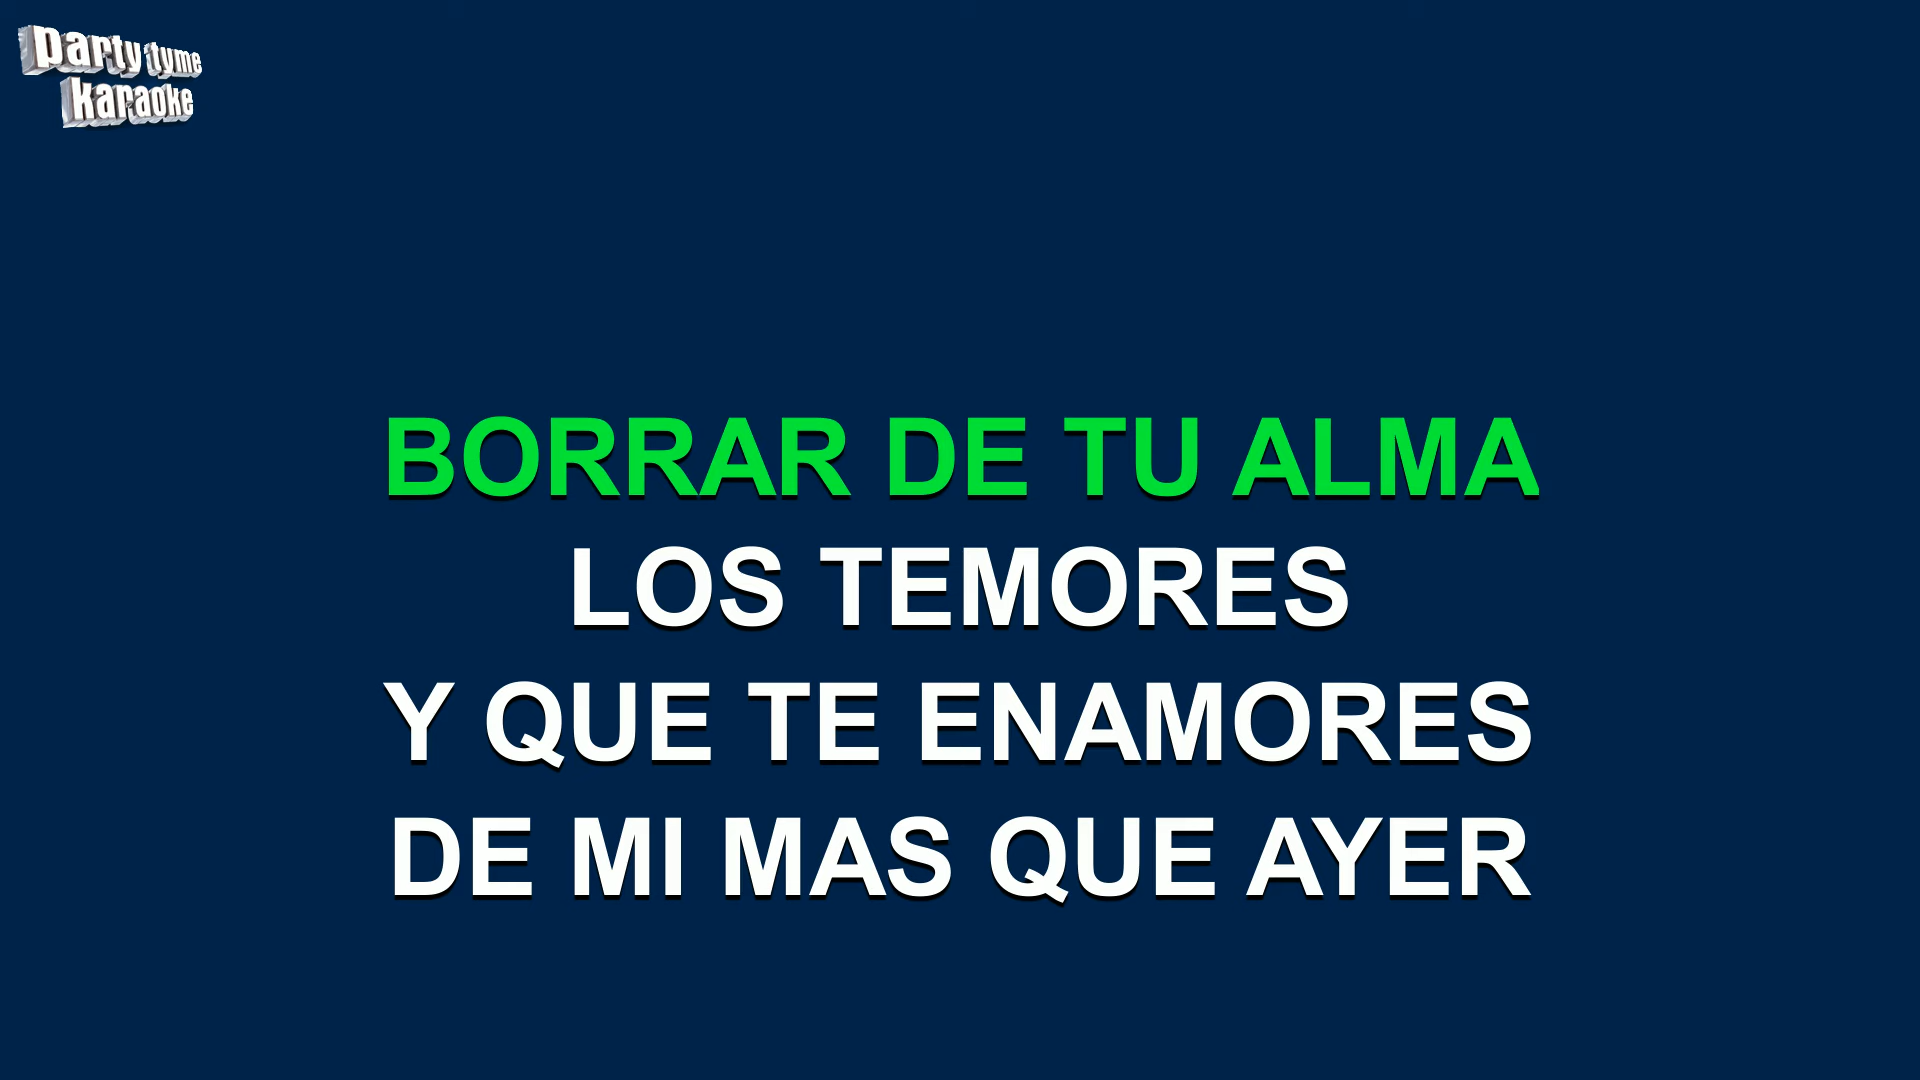 party tyme
karaoke
BORRAR DE TU ALMA
LOS TEMORES
Y QUE TE ENAMORES
DE MI MAS QUE AYER